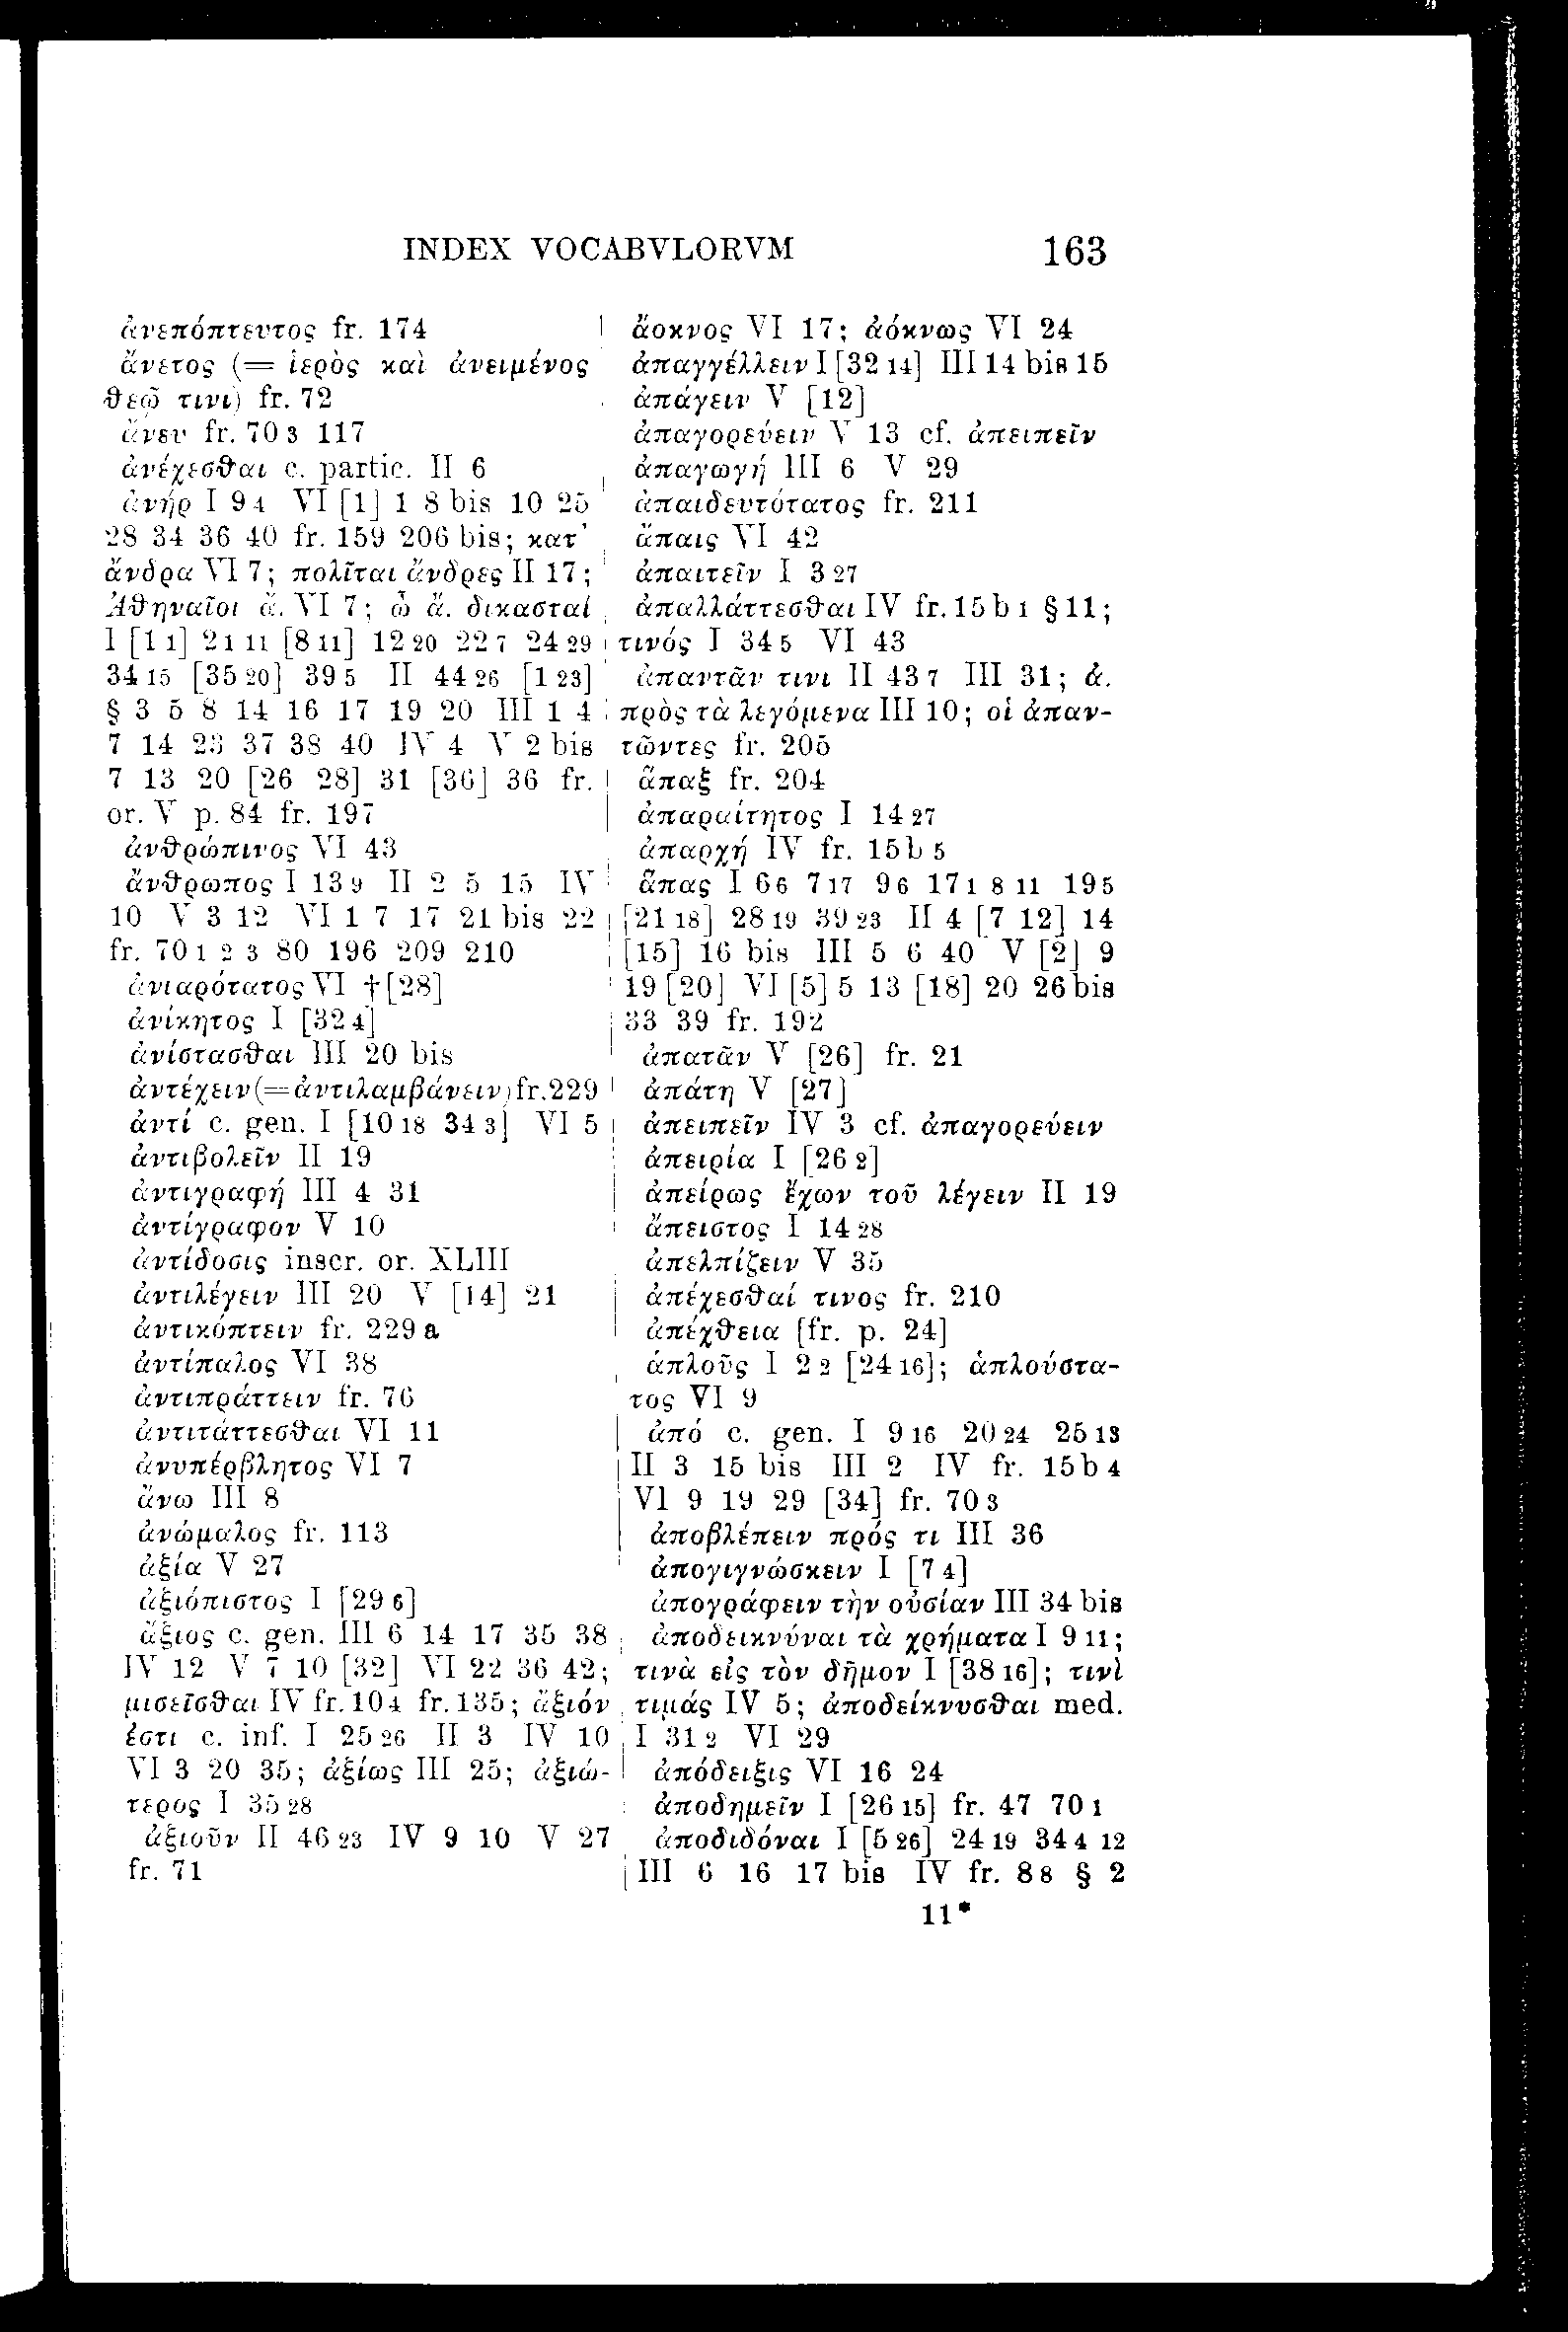 INDEX VOCABVLORVM 163
ἀνεπόπτευτος fr. 174
ἄνετος (= ἱερὸς καὶ ἀνειμένος
θεῷ τινι) fr. 72
ἄνευ fr. 70 3 117
ἀνέχεσθαι c. partic. II 6
ἀνήρ I 9 4 VI [1] 1 8 bis 10 25
28 34 36 40 fr. 159 206 bis; κατ'
ἄνδρα VI 7; πολῖται ἄνδρες II 17;
Ἀθηναῖοι ἄ. VI 7; ὦ ἄ. δικασταί
I [1 1] 21 11 [8 11] 12 20 22 7 24 29
34 15 [35 20] 39 5 II 44 26 [1 23]
§ 3 5 8 14 16 17 19 20 III 1 4
7 14 23 37 38 40 IV 4 V 2 bis
7 13 20 [26 28] 31 [36] 36 fr.
or. V p. 84 fr. 197
ἀνθρώπινος VI 43
ἄνθρωπος I 13 9 II 2 5 15 IV
10 V 3 12 VI 1 7 17 21 bis 22
fr. 70 1 2 3 80 196 209 210
ἀνιαρότατος VI †[28]
ἀνίκητος I [32 4]
ἀνίστασθαι III 20 bis
ἀντέχειν (= ἀντιλαμβάνειν) fr. 229
ἀντί c. gen. I [10 18 34 3] VI 5
ἀντιβολεῖν II 19
ἀντιγραφή III 4 31
ἀντίγραφον V 10
ἀντίδοσις inscr. or. XLIII
ἀντιλέγειν III 20 V [14] 21
ἀντικόπτειν fr. 229 a
ἀντίπαλος VI 38
ἀντιπράττειν fr. 76
ἀντιτάττεσθαι VI 11
ἀνυπέρβλητος VI 7
ἄνω III 8
ἀνώμαλος fr. 113
ἀξία V 27
ἀξιόπιστος I [29 6]
ἄξιος c. gen. III 6 14 17 35 38
IV 12 V 7 10 [32] VI 22 36 42;
μισεῖσθαι IV fr. 10 4 fr. 135; ἄξιόν
ἐστι c. inf. I 25 26 II 3 IV 10
VI 3 20 35; ἀξίως III 25; ἀξιώ-
τερος I 35 28
ἀξιοῦν II 46 23 IV 9 10 V 27
fr. 71
ἄοκνος VI 17; ἀόκνως VI 24
ἀπαγγέλλειν I [32 14] III 14 bis 15
ἀπάγειν V [12]
ἀπαγορεύειν V 13 cf. ἀπειπεῖν
ἀπαγωγή III 6 V 29
ἀπαιδευτότατος fr. 211
ἄπαις VI 42
ἀπαιτεῖν I 3 27
ἀπαλλάττεσθαι IV fr. 15 b 1 § 11;
τινός I 34 5 VI 43
ἀπαντᾶν τινι II 43 7 III 31; ἀ.
πρὸς τὰ λεγόμενα III 10; οἱ ἀπαν-
τῶντες fr. 205
ἅπαξ fr. 204
ἀπαραίτητος I 14 27
ἀπαρχή IV fr. 15 b 5
ἅπας I 6 6 7 17 9 6 17 1 8 11 19 5
[21 18] 28 19 39 23 II 4 [7 12] 14
[15] 16 bis III 5 6 40 V [2] 9
19 [20] VI [5] 5 13 [18] 20 26 bis
33 39 fr. 192
ἀπατᾶν V [26] fr. 21
ἀπάτη V [27]
ἀπειπεῖν IV 3 cf. ἀπαγορεύειν
ἀπειρία I [26 2]
ἀπείρως ἔχων τοῦ λέγειν II 19
ἄπειστος I 14 28
ἀπελπίζειν V 35
ἀπέχεσθαί τινος fr. 210
ἀπέχθεια [fr. p. 24]
ἁπλοῦς I 2 2 [24 16]; ἁπλούστα-
τος VI 9
ἀπό c. gen. I 9 16 20 24 25 13
II 3 15 bis III 2 IV fr. 15 b 4
VI 9 19 29 [34] fr. 70 3
ἀποβλέπειν πρός τι III 36
ἀπογιγνώσκειν I [7 4]
ἀπογράφειν τὴν οὐσίαν III 34 bis
ἀποδεικνύναι τὰ χρήματα I 9 11;
τινὰ εἰς τὸν δῆμον I [38 16]; τινὶ
τιμάς IV 5; ἀποδείκνυσθαι med.
I 31 2 VI 29
ἀπόδειξις VI 16 24
ἀποδημεῖν I [26 15] fr. 47 70 1
ἀποδιδόναι I [5 26] 24 19 34 4 12
III 6 16 17 bis IV fr. 8 8 § 2
11*